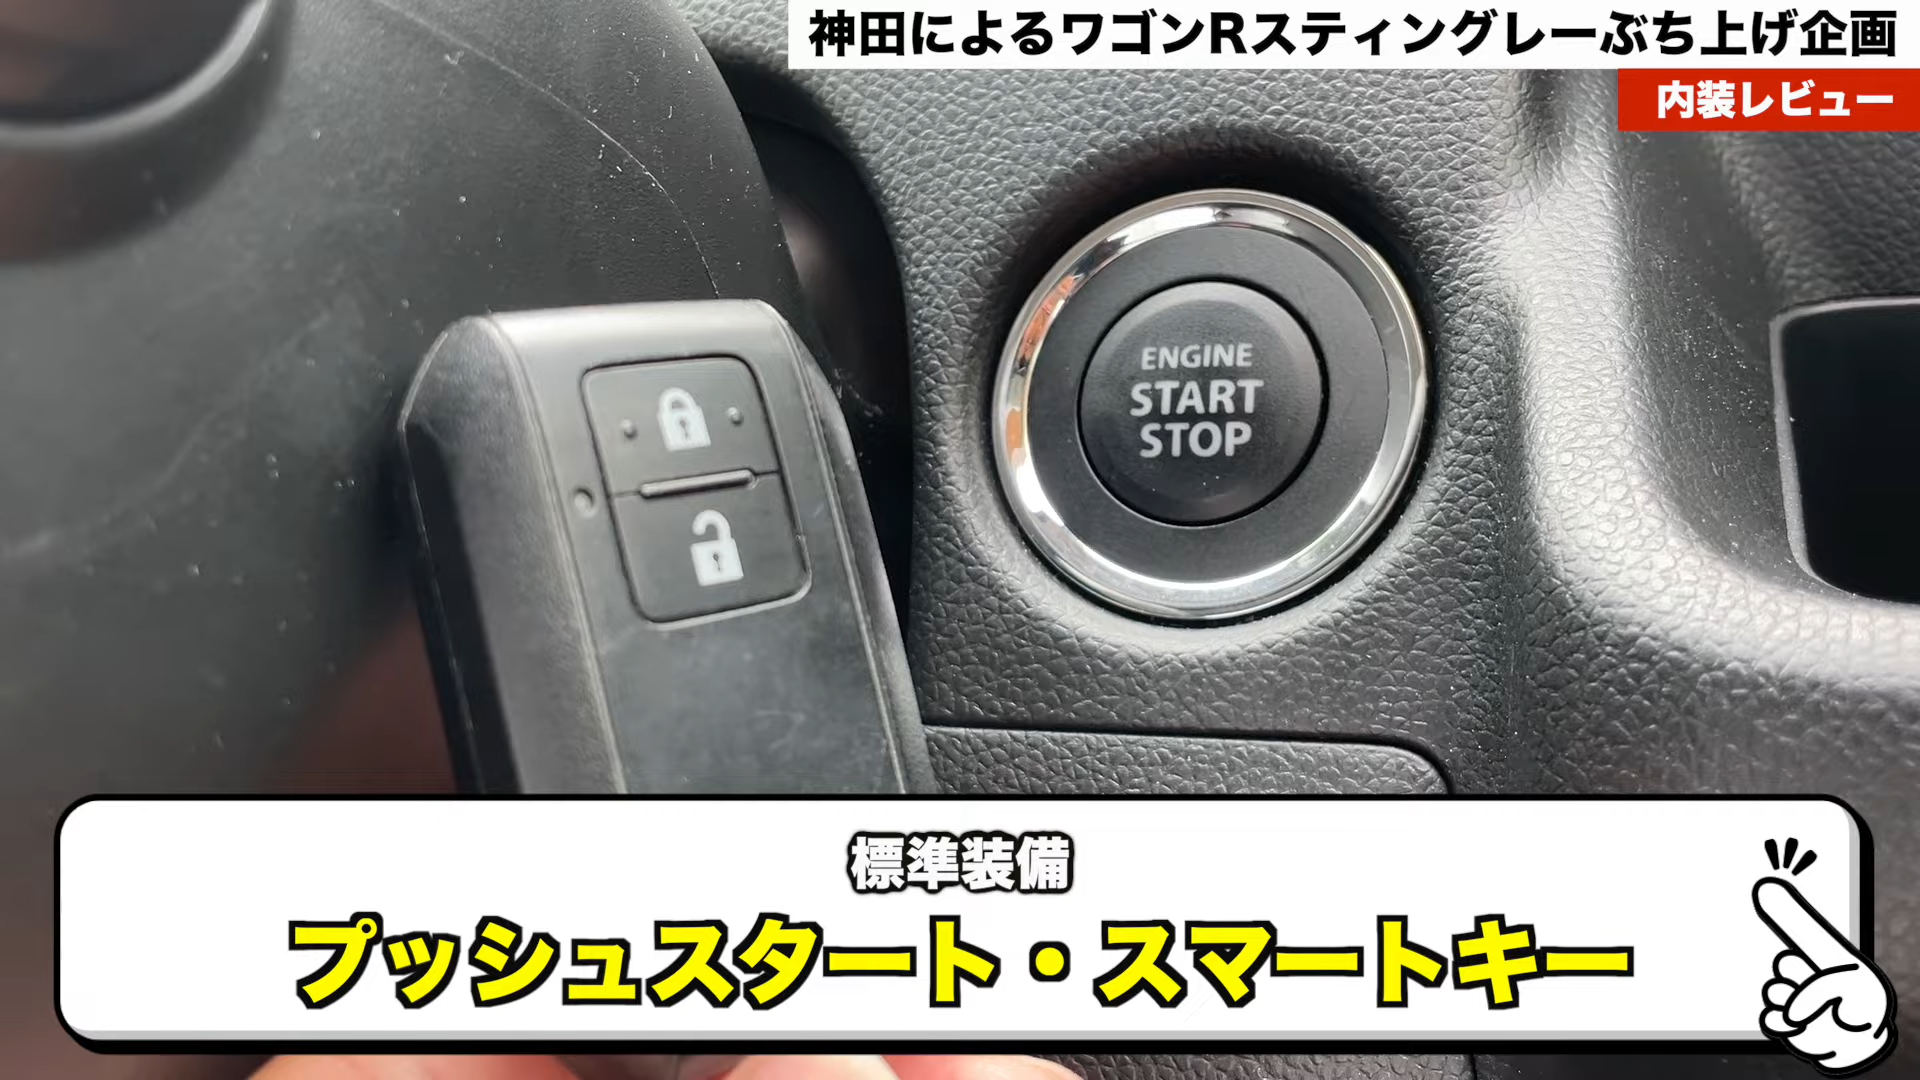 神田によるワゴンRスティングレーぶち上げ企画
内装レビュー
ENGINE
START
STOP
標準装備
プッシュスタート・スマートキー